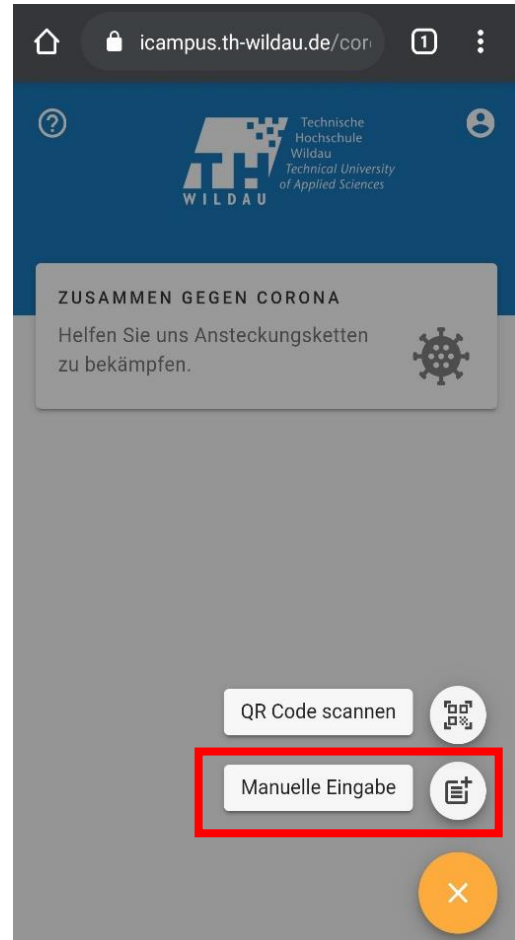 icampus.th-wildau.de/cor
1
Technische
Hochschule
Wildau
Technical University
of Applied Sciences
TH
WILDAU
ZUSAMMEN GEGEN CORONA
Helfen Sie uns Ansteckungsketten
zu bekämpfen.
QR Code scannen
Manuelle Eingabe